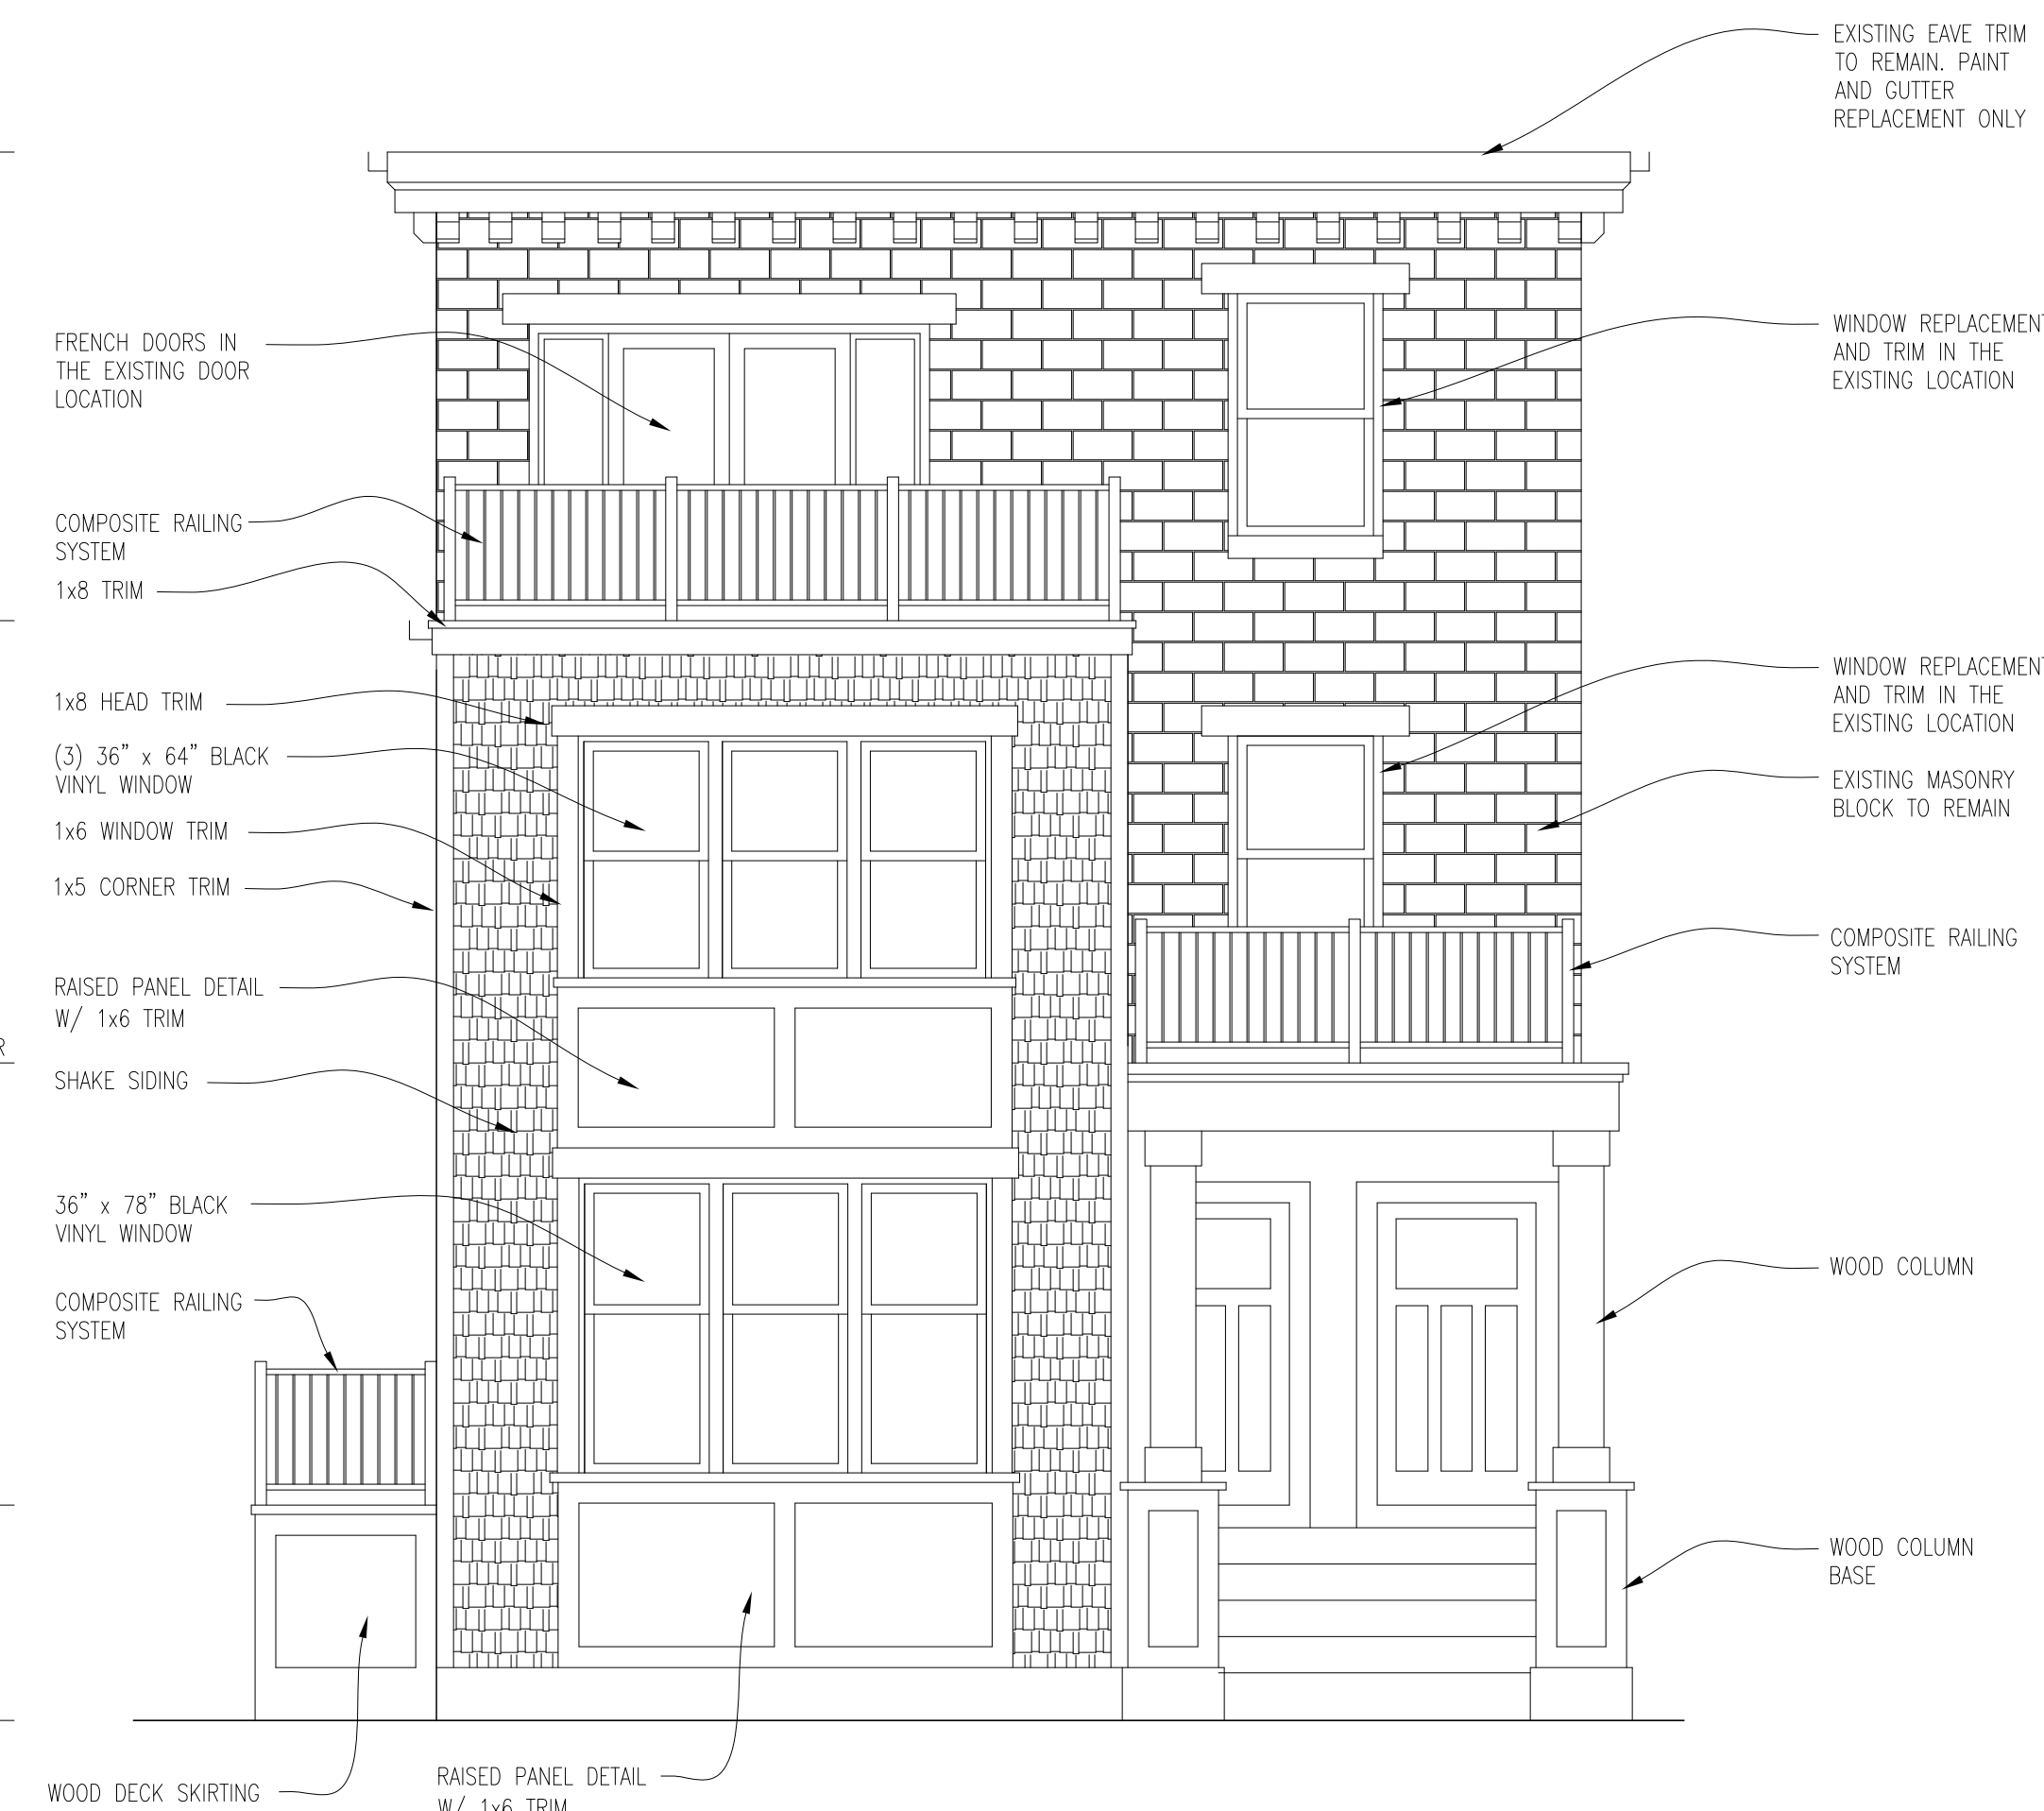 EXISTING EAVE TRIM
TO REMAIN. PAINT
AND GUTTER
REPLACEMENT ONLY
FRENCH DOORS IN
THE EXISTING DOOR
LOCATION
COMPOSITE RAILING
SYSTEM
1x8 TRIM
1x8 HEAD TRIM
(3) 36" x 64" BLACK
VINYL WINDOW
1x6 WINDOW TRIM
1x5 CORNER TRIM
RAISED PANEL DETAIL
W/ 1x6 TRIM
R
SHAKE SIDING
36" x 78" BLACK
VINYL WINDOW
COMPOSITE RAILING
SYSTEM
WOOD DECK SKIRTING
RAISED PANEL DETAIL
W/ 1x6 TRIM
WINDOW REPLACEMENT
AND TRIM IN THE
EXISTING LOCATION
WINDOW REPLACEMENT
AND TRIM IN THE
EXISTING LOCATION
EXISTING MASONRY
BLOCK TO REMAIN
COMPOSITE RAILING
SYSTEM
WOOD COLUMN
WOOD COLUMN
BASE